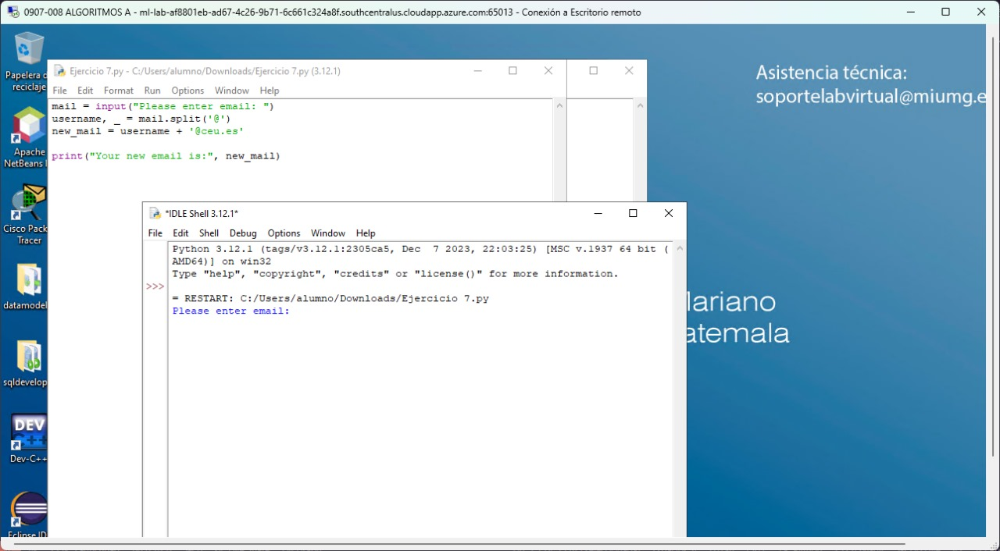 0907-008 ALGORITMOS A - ml-lab-af8801eb-ad67-4c26-9b71-6c661c324a8f.southcentralus.cloudapp.azure.com:65013 - Conexión a Escritorio remoto
Papelera d
reciclaje
Apache
NetBeans I
Cisco Pack
Tracer
datamodel
sqldevelop
DEV
C++
Dev-C++
Eclipse ID
Ejercicio 7.py - C:/Users/alumno/Downloads/Ejercicio 7.py (3.12.1)
File Edit Format Run Options Window Help
mail = input("Please enter email: ")
username, _ = mail.split('@')
new_mail = username + '@ceu.es'
print("Your new email is:", new_mail)
*IDLE Shell 3.12.1*
File Edit Shell Debug Options Window Help
Python 3.12.1 (tags/v3.12.1:2305ca5, Dec  7 2023, 22:03:25) [MSC v.1937 64 bit (
AMD64)] on win32
Type "help", "copyright", "credits" or "license()" for more information.
>>>
= RESTART: C:/Users/alumno/Downloads/Ejercicio 7.py
Please enter email:
Asistencia técnica:
soportelabvirtual@miumg.e
lariano
atemala